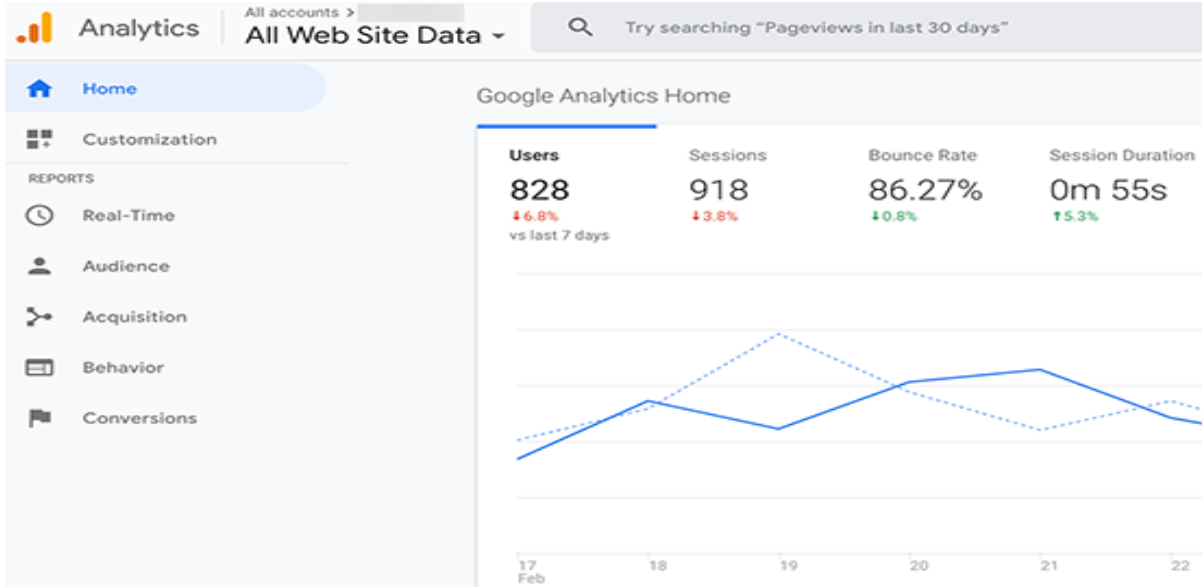 Analytics
All accounts >
All Web Site Data
Try searching “Pageviews in last 30 days”
Home
Customization
REPORTS
Real-Time
Audience
Acquisition
Behavior
Conversions
Google Analytics Home
Users Sessions Bounce Rate Session Duration
828 918 86.27% 0m 55s
↓6.8% ↓3.8% ↓0.8% ↑5.3%
vs last 7 days
17 18 19 20 21 22
Feb